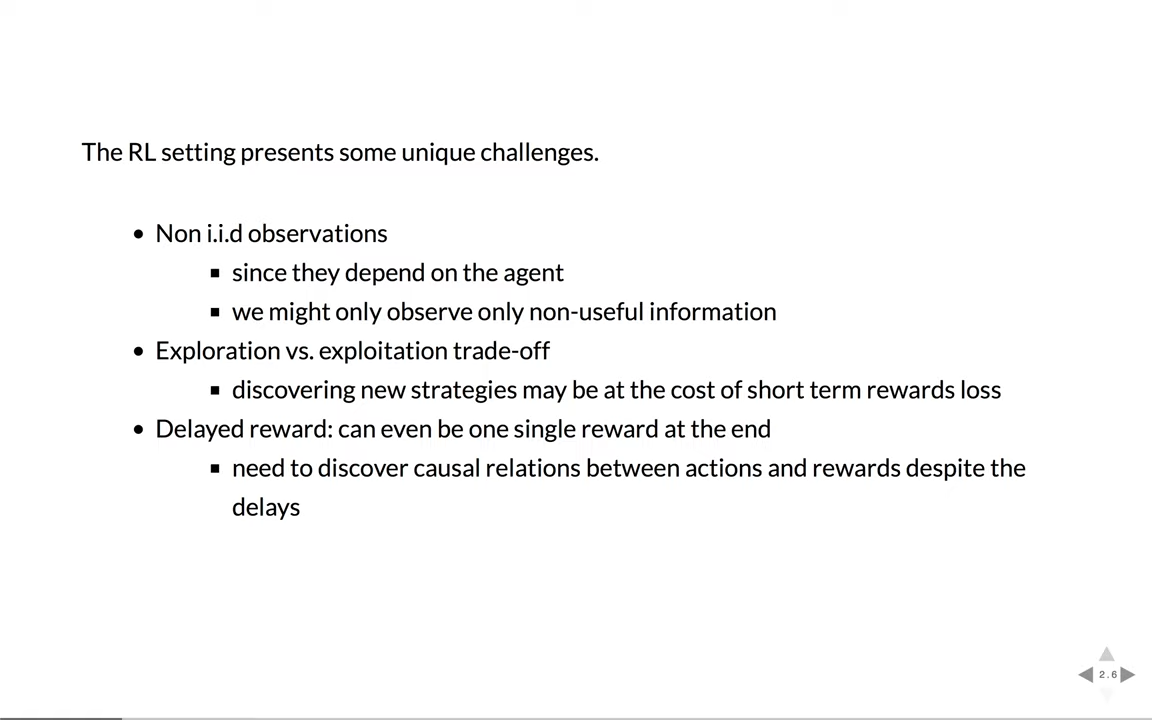 The RL setting presents some unique challenges.
Non i.i.d observations
since they depend on the agent
we might only observe only non-useful information
Exploration vs. exploitation trade-off
discovering new strategies may be at the cost of short term rewards loss
Delayed reward: can even be one single reward at the end
need to discover causal relations between actions and rewards despite the
delays
2.6